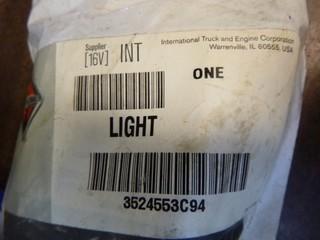 Supplier
[16V] INT
International Truck and Engine Corporation
Warrenville, IL 60555, USA
ONE
LIGHT
3524553C94